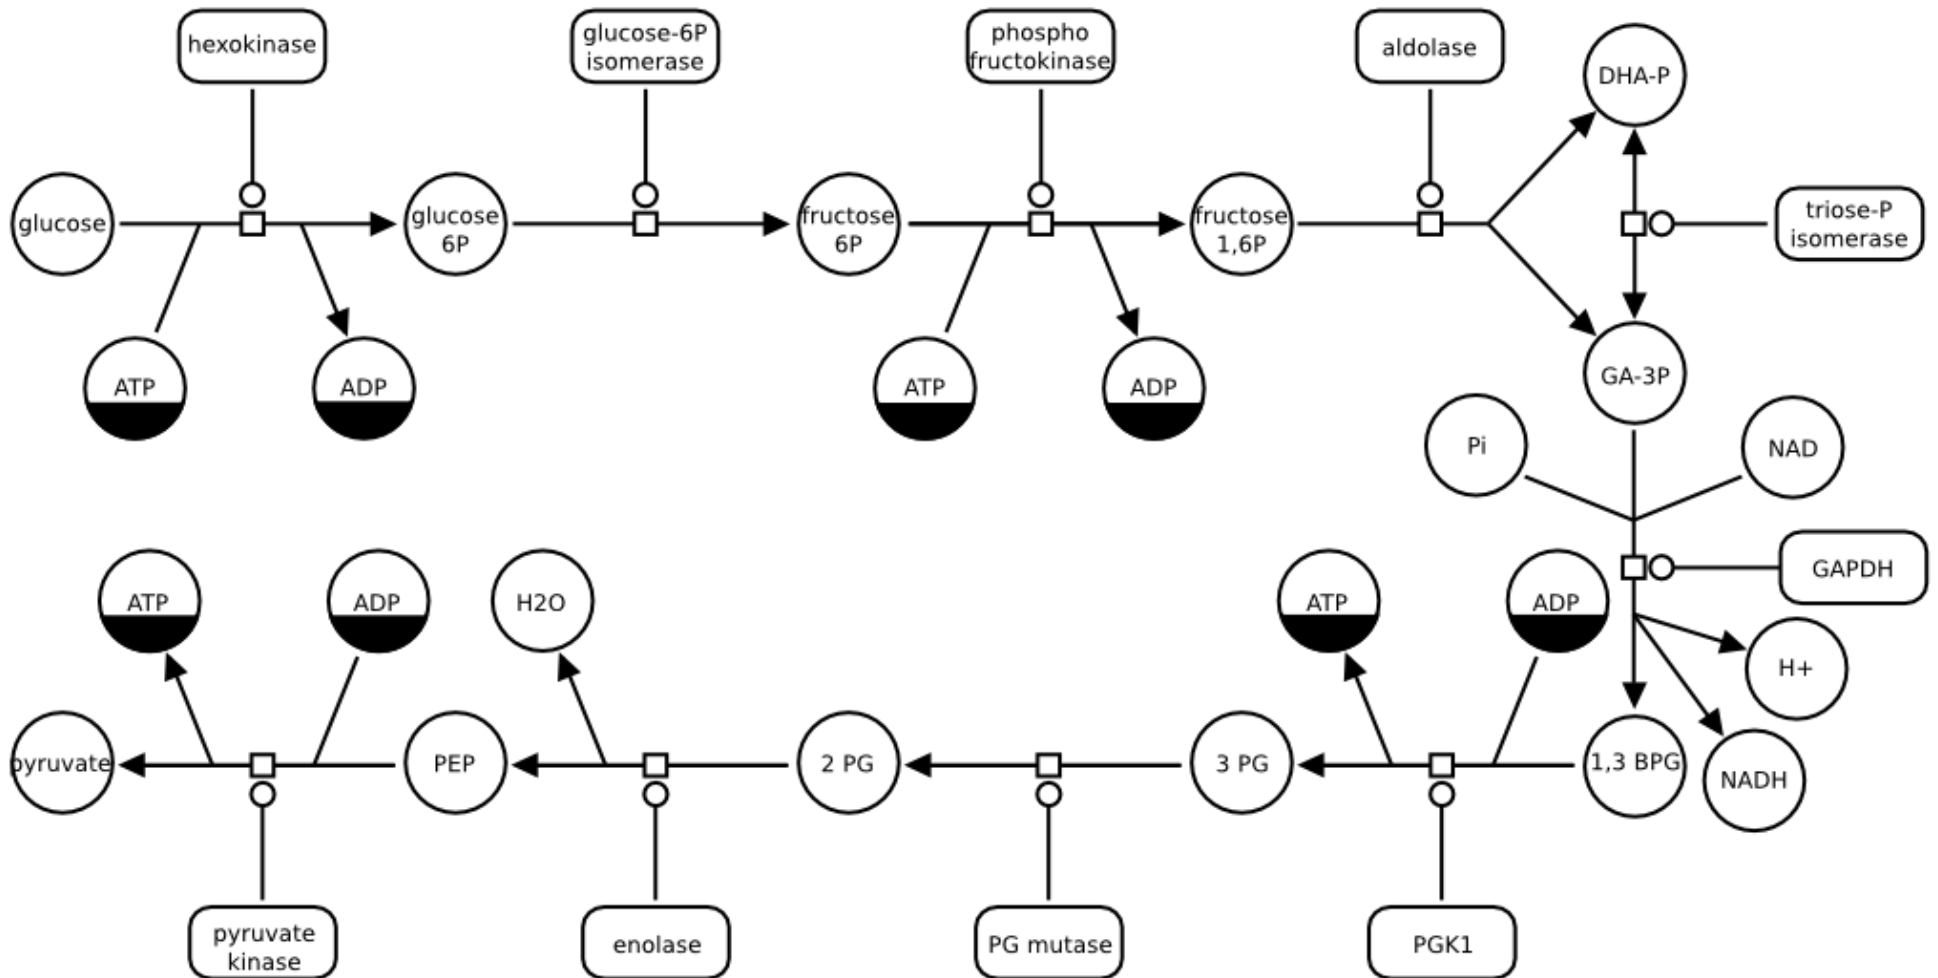 hexokinase
glucose-6P
isomerase
phospho
fructokinase
aldolase
DHA-P
glucose
glucose
6P
fructose
6P
fructose
1,6P
triose-P
isomerase
ATP
ADP
ATP
ADP
GA-3P
Pi
NAD
GAPDH
ATP
ADP
H2O
ATP
ADP
H+
pyruvate
PEP
2 PG
3 PG
1,3 BPG
NADH
pyruvate
kinase
enolase
PG mutase
PGK1